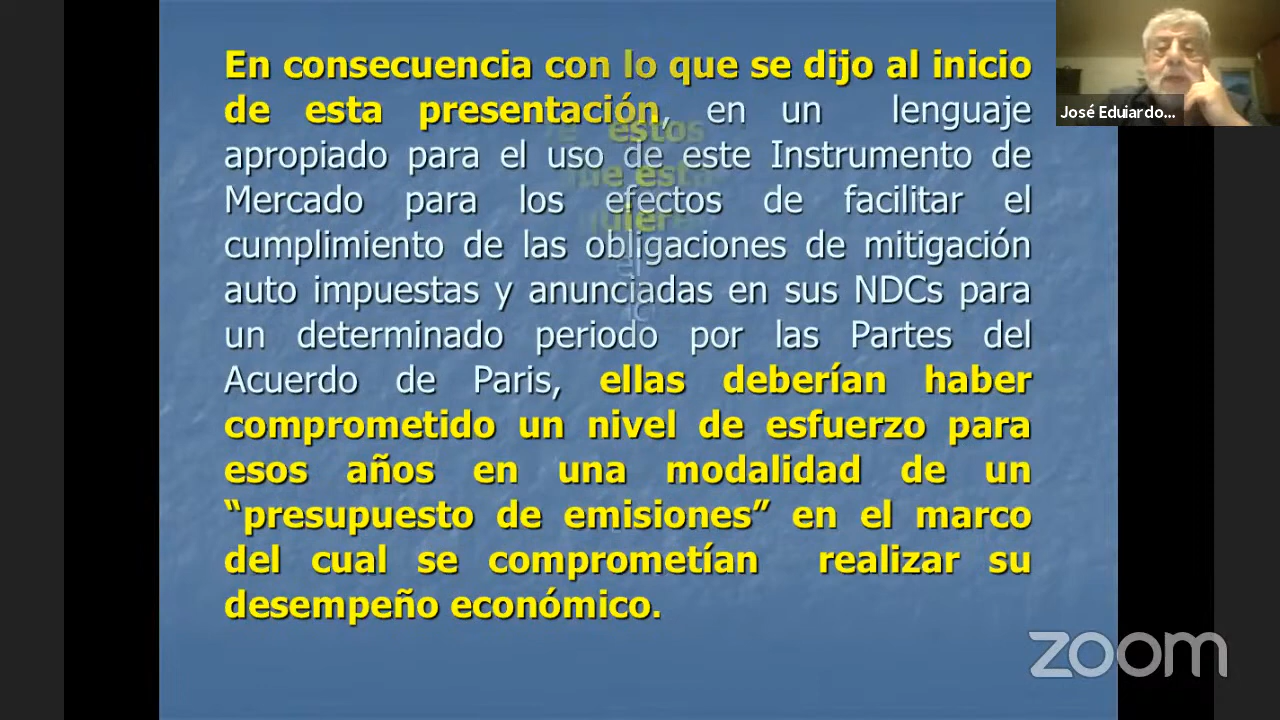 En consecuencia con lo que se dijo al inicio
de esta presentación, en un lenguaje
apropiado para el uso de este Instrumento de
Mercado para los efectos de facilitar el
cumplimiento de las obligaciones de mitigación
auto impuestas y anunciadas en sus NDCs para
un determinado periodo por las Partes del
Acuerdo de Paris, ellas deberían haber
comprometido un nivel de esfuerzo para
esos años en una modalidad de un
“presupuesto de emisiones” en el marco
del cual se comprometían realizar su
desempeño económico.
José Eduiardo...
zoom